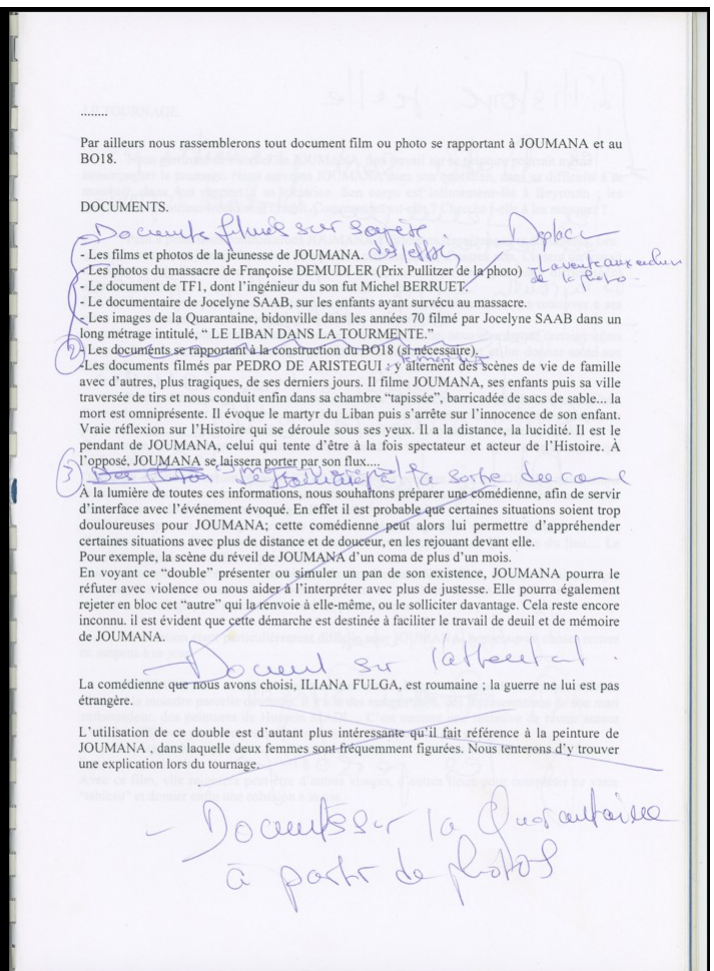 ........
Par ailleurs nous rassemblerons tout document film ou photo se rapportant à JOUMANA et au
BO18.
DOCUMENTS.
Documents filmés sur
Deplacer
- Les films et photos de la jeunesse de JOUMANA.
- Les photos du massacre de Françoise DEMUDLER (Prix Pullitzer de la photo)
La vente aux
de la photo.
- Le document de TF1, dont l'ingénieur du son fut Michel BERRUET.
- Le documentaire de Jocelyne SAAB, sur les enfants ayant survécu au massacre.
- Les images de la Quarantaine, bidonville dans les années 70 filmé par Jocelyne SAAB dans un
long métrage intitulé, “ LE LIBAN DANS LA TOURMENTE.”
2 - Les documents se rapportant à la construction du BO18 (si nécessaire).
-Les documents filmés par PEDRO DE ARISTEGUI : y alternent des scènes de vie de famille
avec d'autres, plus tragiques, de ses derniers jours. Il filme JOUMANA, ses enfants puis sa ville
traversée de tirs et nous conduit enfin dans sa chambre “tapissée”, barricadée de sacs de sable... la
mort est omniprésente. Il évoque le martyr du Liban puis s'arrête sur l'innocence de son enfant.
Vraie réflexion sur l'Histoire qui se déroule sous ses yeux. Il a la distance, la lucidité. Il est le
pendant de JOUMANA, celui qui tente d'être à la fois spectateur et acteur de l'Histoire. À
l'opposé, JOUMANA se laissera porter par son flux....
3 la sortie du coma
À la lumière de toutes ces informations, nous souhaitons préparer une comédienne, afin de servir
d'interface avec l'événement évoqué. En effet il est probable que certaines situations soient trop
douloureuses pour JOUMANA; cette comédienne peut alors lui permettre d'appréhender
certaines situations avec plus de distance et de douceur, en les rejouant devant elle.
Pour exemple, la scène du réveil de JOUMANA d'un coma de plus d'un mois.
En voyant ce “double” présenter ou simuler un pan de son existence, JOUMANA pourra le
réfuter avec violence ou nous aider à l'interpréter avec plus de justesse. Elle pourra également
rejeter en bloc cet “autre” qui la renvoie à elle-même, ou le solliciter davantage. Cela reste encore
inconnu. il est évident que cette démarche est destinée à faciliter le travail de deuil et de mémoire
de JOUMANA.
- Document sur l'attentat.
La comédienne que nous avons choisi, ILIANA FULGA, est roumaine ; la guerre ne lui est pas
étrangère.
L'utilisation de ce double est d'autant plus intéressante qu'il fait référence à la peinture de
JOUMANA , dans laquelle deux femmes sont fréquemment figurées. Nous tenterons d'y trouver
une explication lors du tournage.
- Documents sur la Quarantaine
à partir de photos